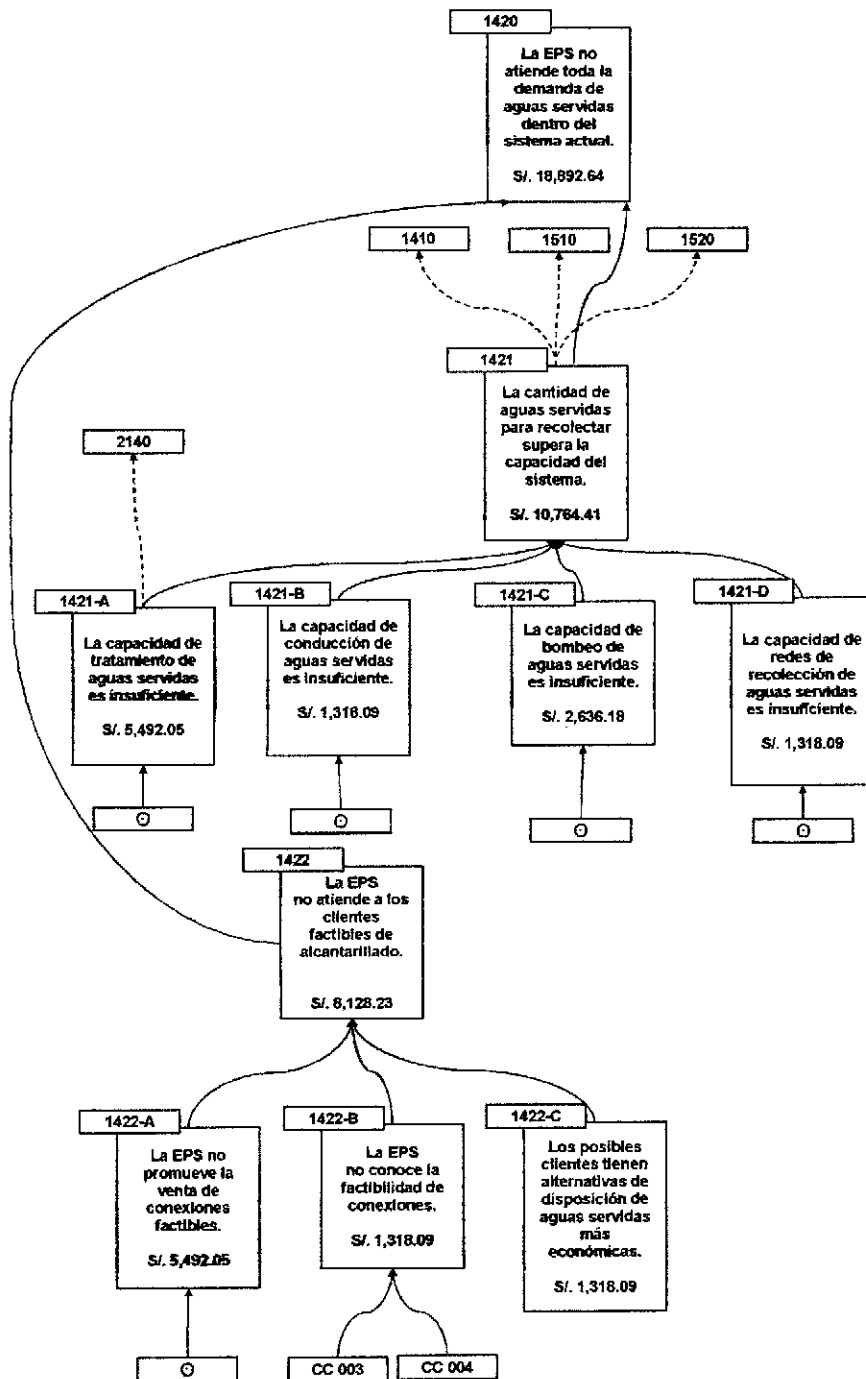 1420
La EPS no
atiende toda la
demanda de
aguas servidas
dentro del
sistema actual.
S/. 18,892.64
1410
1510
1520
1421
La cantidad de
aguas servidas
para recolectar
supera la
capacidad del
sistema.
S/. 10,764.41
2140
1421-A
La capacidad de
tratamiento de
aguas servidas
es insuficiente.
S/. 5,492.05
1421-B
La capacidad de
conducción de
aguas servidas
es insuficiente.
S/. 1,318.09
1421-C
La capacidad de
bombeo de
aguas servidas
es insuficiente.
S/. 2,636.18
1421-D
La capacidad de
redes de
recolección de
aguas servidas
es insuficiente.
S/. 1,318.09
1422
La EPS
no atiende a los
clientes
factibles de
alcantarillado.
S/. 8,128.23
1422-A
La EPS no
promueve la
venta de
conexiones
factibles.
S/. 5,492.05
1422-B
La EPS
no conoce la
factibilidad de
conexiones.
S/. 1,318.09
1422-C
Los posibles
clientes tienen
alternativas de
disposición de
aguas servidas
más
económicas.
S/. 1,318.09
CC 003
CC 004